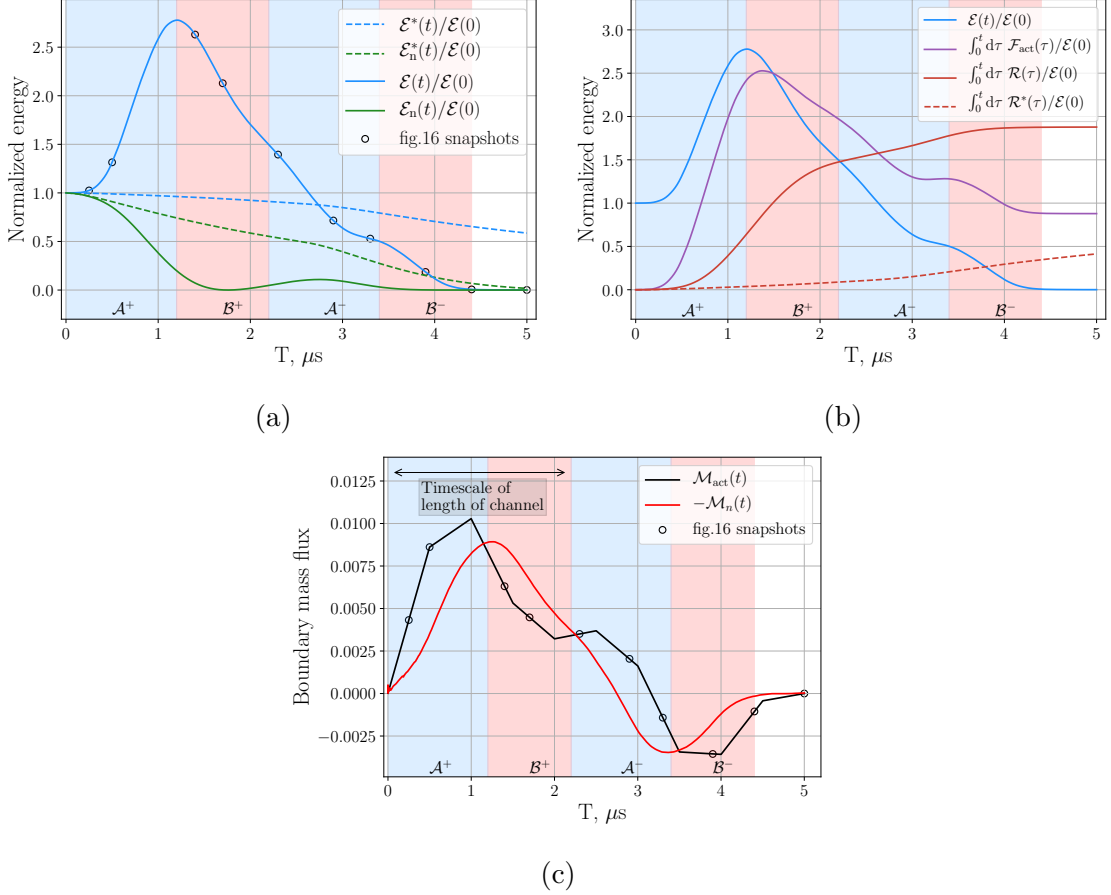 Normalized energy
2.5
2.0
1.5
1.0
0.5
0.0
ℰ*(t)/ℰ(0)
ℰₙ*(t)/ℰ(0)
ℰ(t)/ℰ(0)
ℰₙ(t)/ℰ(0)
fig.16 snapshots
𝒜⁺ ℬ⁺ 𝒜⁻ ℬ⁻
0 1 2 3 4 5
T, μs
(a)
Normalized energy
3.0
2.5
2.0
1.5
1.0
0.5
0.0
ℰ(t)/ℰ(0)
∫₀ᵗ dτ ℱ_act(τ)/ℰ(0)
∫₀ᵗ dτ ℛ(τ)/ℰ(0)
∫₀ᵗ dτ ℛ*(τ)/ℰ(0)
𝒜⁺ ℬ⁺ 𝒜⁻ ℬ⁻
0 1 2 3 4 5
T, μs
(b)
Boundary mass flux
0.0125
0.0100
0.0075
0.0050
0.0025
0.0000
−0.0025
Timescale of
length of channel
ℳ_act(t)
−ℳₙ(t)
fig.16 snapshots
𝒜⁺ ℬ⁺ 𝒜⁻ ℬ⁻
0 1 2 3 4 5
T, μs
(c)